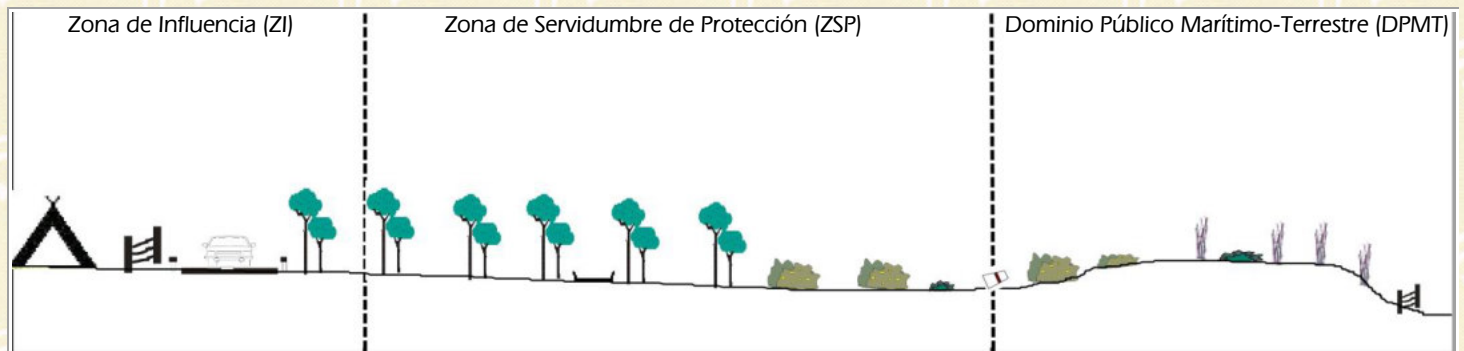 Zona de Influencia (ZI)
Zona de Servidumbre de Protección (ZSP)
Dominio Público Marítimo-Terrestre (DPMT)